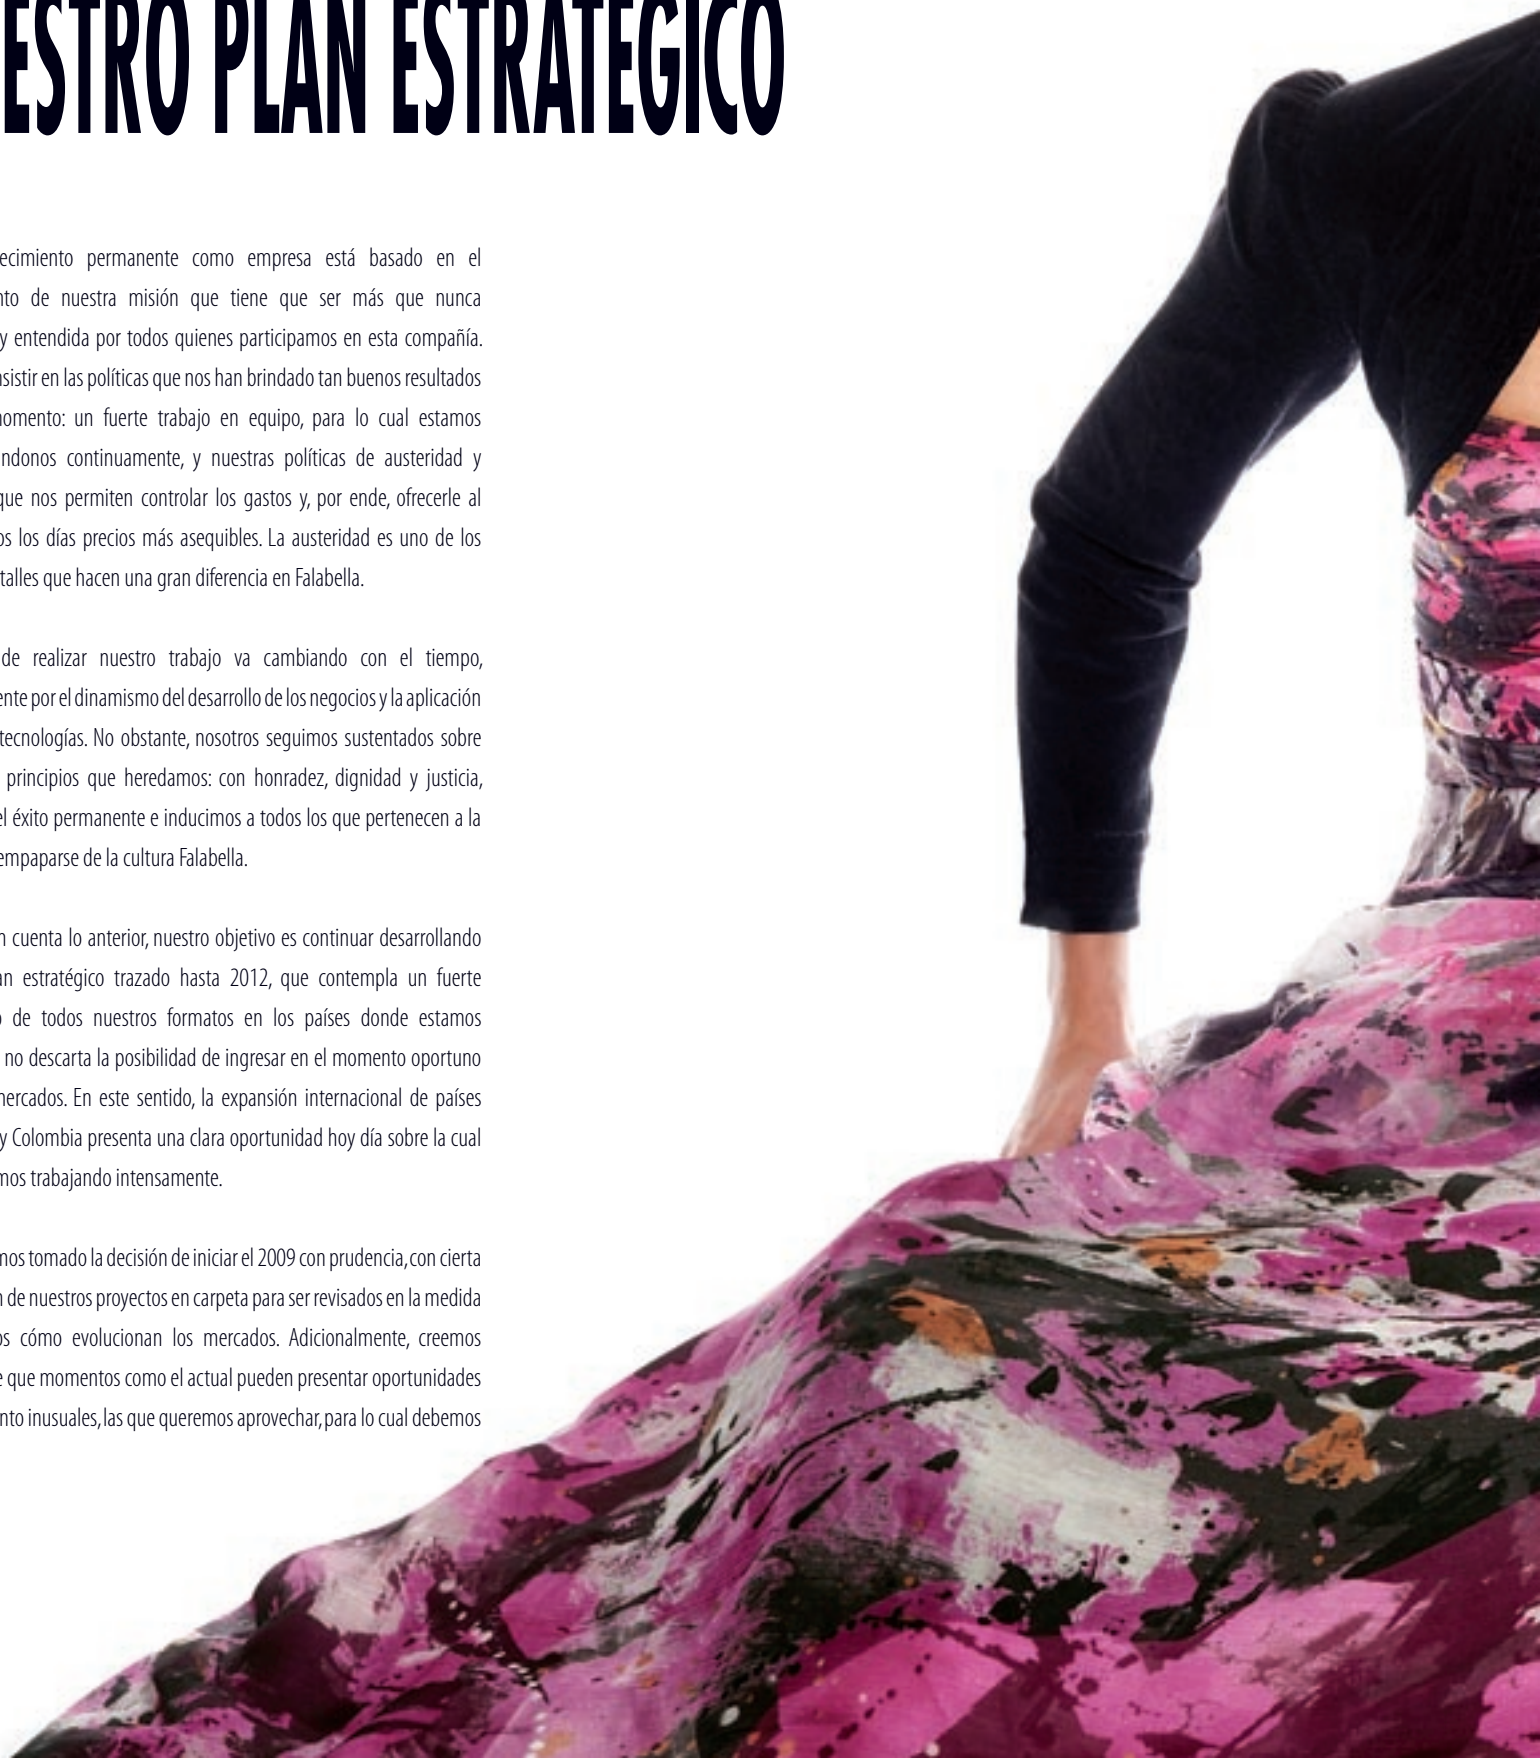 ESTRO PLAN ESTRATÉGICO
ecimiento permanente como empresa está basado en el
nto de nuestra misión que tiene que ser más que nunca
y entendida por todos quienes participamos en esta compañía.
nsistir en las políticas que nos han brindado tan buenos resultados
nomento: un fuerte trabajo en equipo, para lo cual estamos
ndonos continuamente, y nuestras políticas de austeridad y
que nos permiten controlar los gastos y, por ende, ofrecerle al
os los días precios más asequibles. La austeridad es uno de los
talles que hacen una gran diferencia en Falabella.
de realizar nuestro trabajo va cambiando con el tiempo,
ente por el dinamismo del desarrollo de los negocios y la aplicación
tecnologías. No obstante, nosotros seguimos sustentados sobre
principios que heredamos: con honradez, dignidad y justicia,
el éxito permanente e inducimos a todos los que pertenecen a la
empaparse de la cultura Falabella.
n cuenta lo anterior, nuestro objetivo es continuar desarrollando
an estratégico trazado hasta 2012, que contempla un fuerte
o de todos nuestros formatos en los países donde estamos
no descarta la posibilidad de ingresar en el momento oportuno
mercados. En este sentido, la expansión internacional de países
y Colombia presenta una clara oportunidad hoy día sobre la cual
mos trabajando intensamente.
mos tomado la decisión de iniciar el 2009 con prudencia, con cierta
n de nuestros proyectos en carpeta para ser revisados en la medida
os cómo evolucionan los mercados. Adicionalmente, creemos
e que momentos como el actual pueden presentar oportunidades
nto inusuales, las que queremos aprovechar, para lo cual debemos